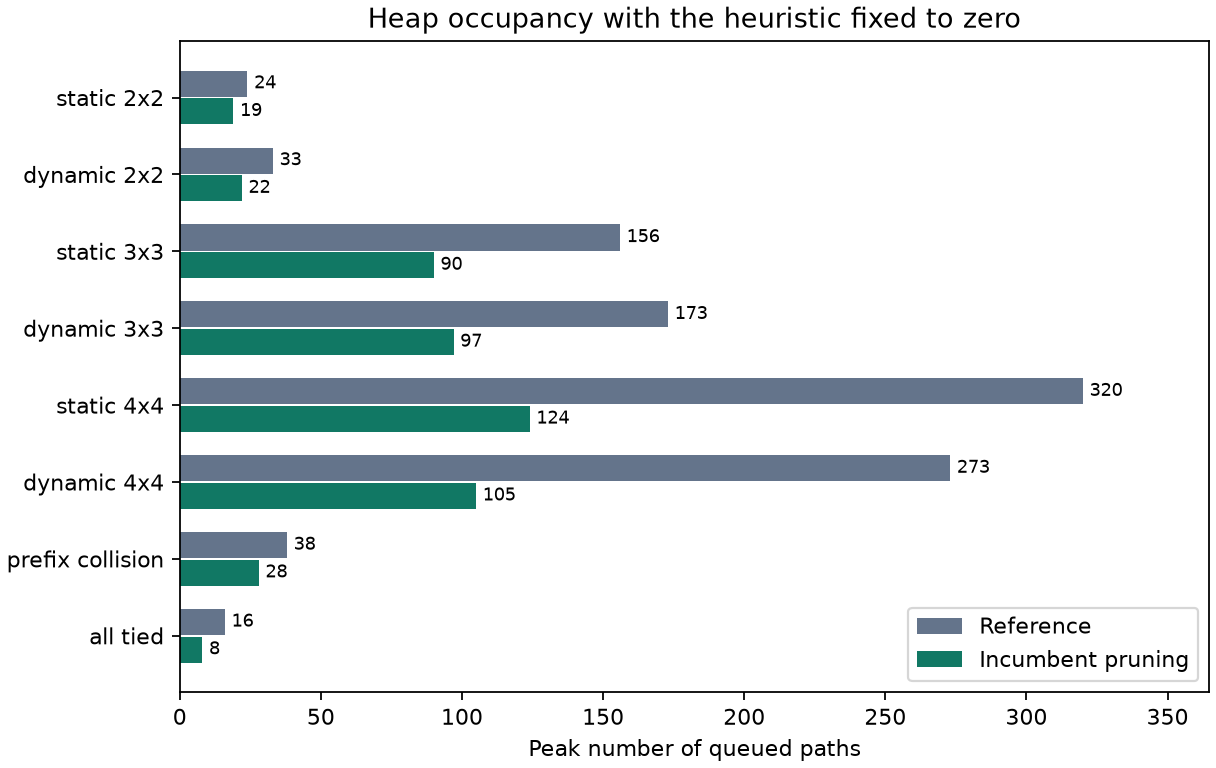 Heap occupancy with the heuristic fixed to zero
static 2x2
24
19
dynamic 2x2
33
22
static 3x3
156
90
dynamic 3x3
173
97
static 4x4
320
124
dynamic 4x4
273
105
prefix collision
38
28
all tied
16
8
Reference
Incumbent pruning
0 50 100 150 200 250 300 350
Peak number of queued paths